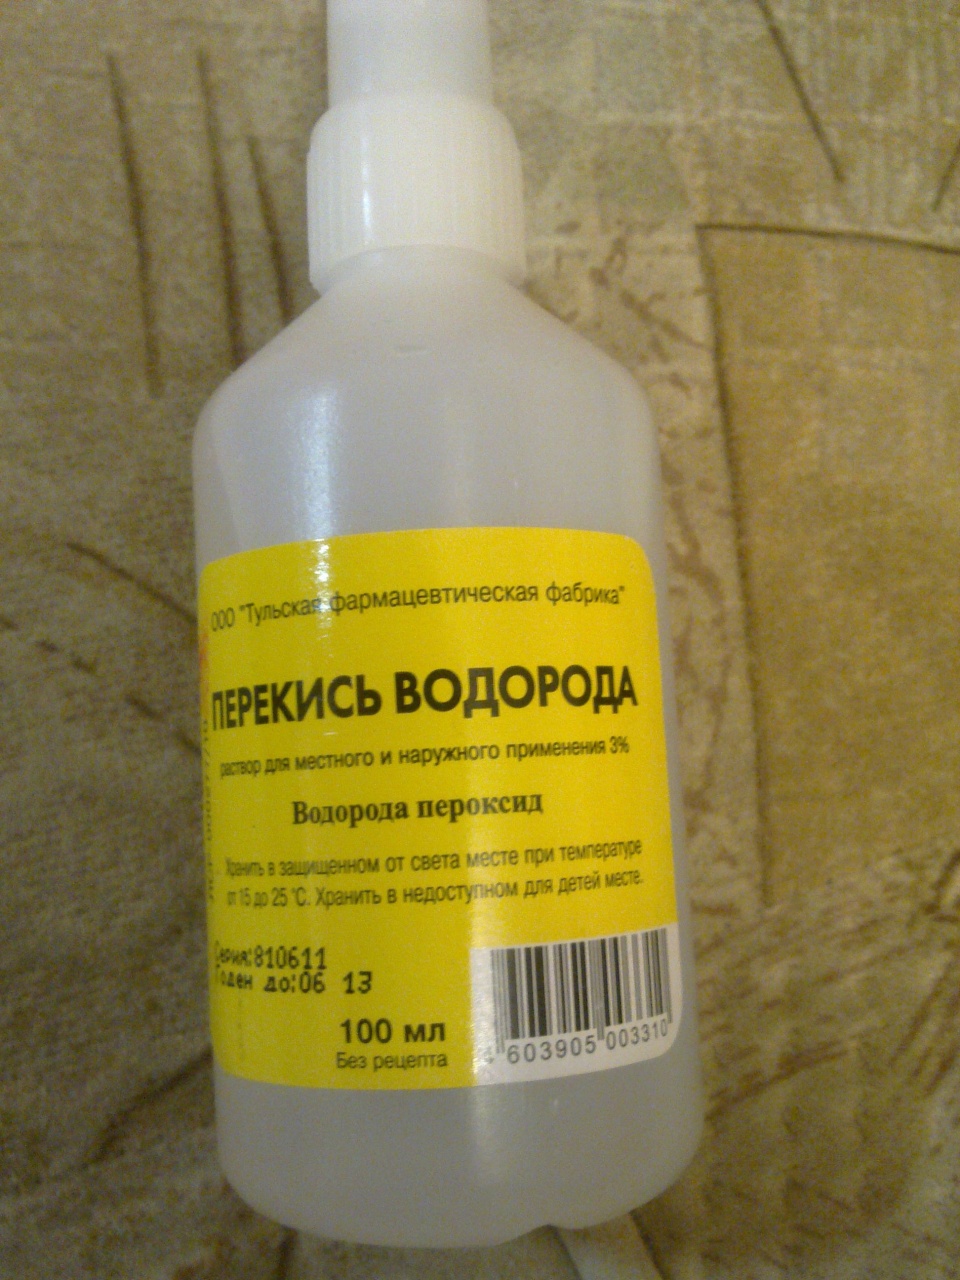 ООО "Тульская фармацевтическая фабрика"
ПЕРЕКИСЬ ВОДОРОДА
раствор для местного и наружного применения 3%
Водорода пероксид
Хранить в защищенном от света месте при температуре
от 15 до 25 °С. Хранить в недоступном для детей месте.
Серия:810611
Годен до:06 13
100 мл
Без рецепта
4 603905 003310